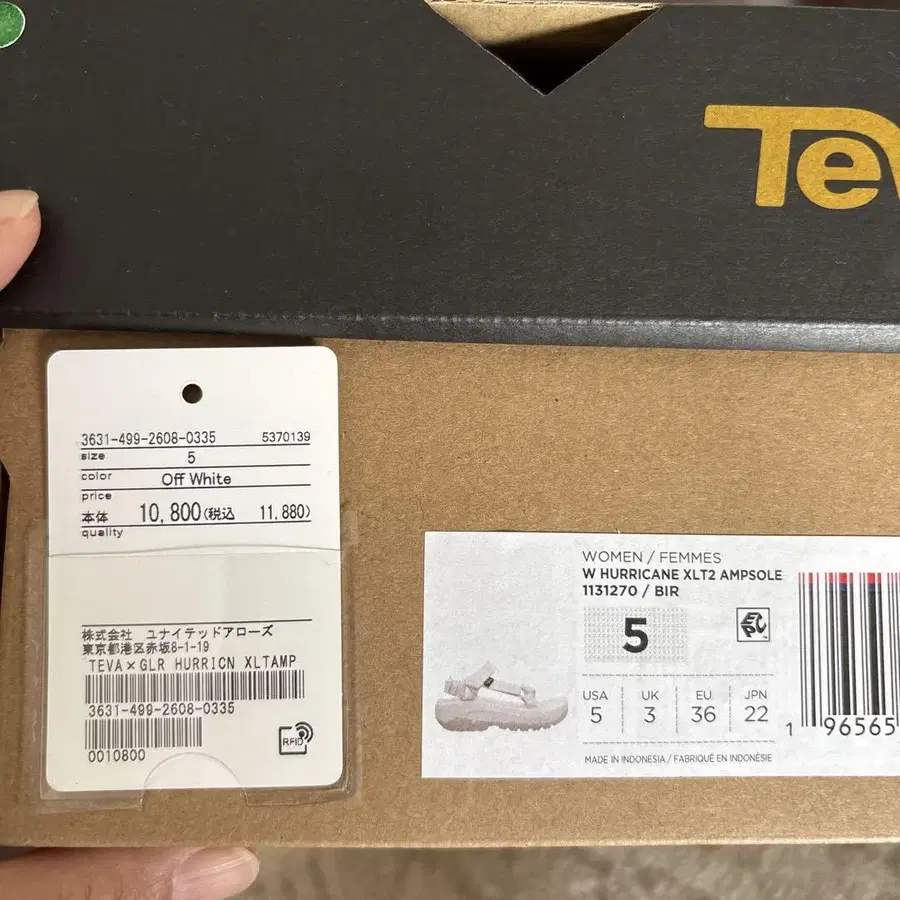 TeV
3631-499-2608-0335 5370139
size 5
color Off White
price
本体 10,800(税込 11,880)
quality
株式会社 ユナイテッドアローズ
東京都港区赤坂8-1-19
TEVA×GLR HURRICN XLTAMP
3631-499-2608-0335
0010800
RFID
WOMEN / FEMMES
W HURRICANE XLT2 AMPSOLE
1131270 / BIR
5
USA UK EU JPN
5 3 36 22
MADE IN INDONESIA / FABRIQUÉ EN INDONÉSIE
1 96565